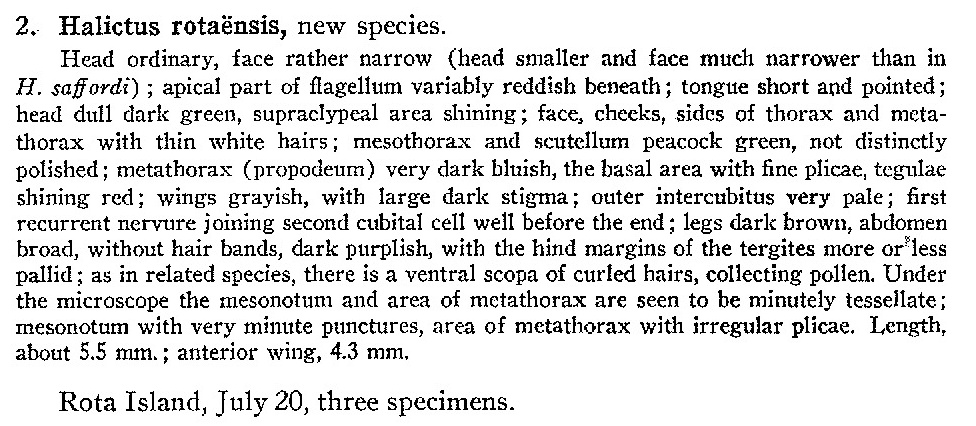 2. Halictus rotaënsis, new species.
Head ordinary, face rather narrow (head smaller and face much narrower than in
H. saffordi) ; apical part of flagellum variably reddish beneath; tongue short and pointed;
head dull dark green, supraclypeal area shining; face, cheeks, sides of thorax and meta-
thorax with thin white hairs; mesothorax and scutellum peacock green, not distinctly
polished; metathorax (propodeum) very dark bluish, the basal area with fine plicae, tegulae
shining red; wings grayish, with large dark stigma; outer intercubitus very pale; first
recurrent nervure joining second cubital cell well before the end; legs dark brown, abdomen
broad, without hair bands, dark purplish, with the hind margins of the tergites more or less
pallid; as in related species, there is a ventral scopa of curled hairs, collecting pollen. Under
the microscope the mesonotum and area of metathorax are seen to be minutely tessellate;
mesonotum with very minute punctures, area of metathorax with irregular plicae. Length,
about 5.5 mm.; anterior wing, 4.3 mm.
Rota Island, July 20, three specimens.